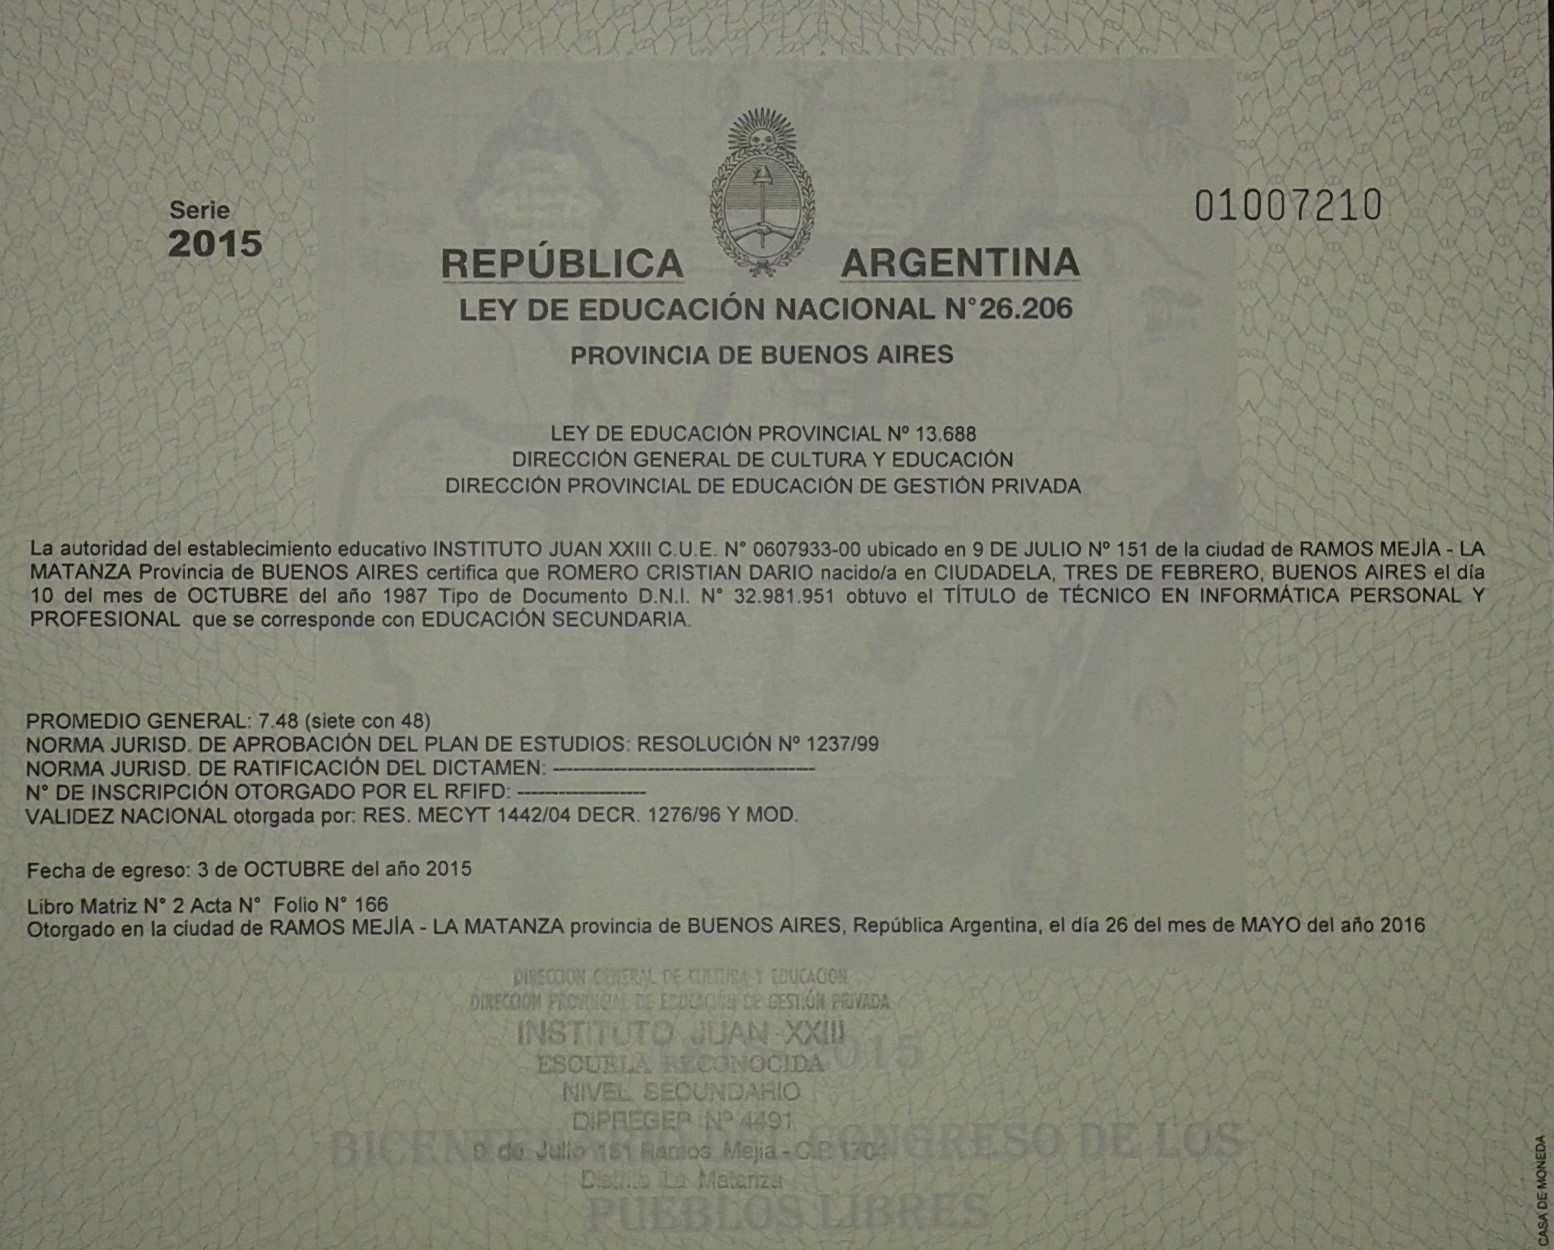 Serie
2015
01007210
REPÚBLICA ARGENTINA
LEY DE EDUCACIÓN NACIONAL N°26.206
PROVINCIA DE BUENOS AIRES
LEY DE EDUCACIÓN PROVINCIAL Nº 13.688
DIRECCIÓN GENERAL DE CULTURA Y EDUCACIÓN
DIRECCIÓN PROVINCIAL DE EDUCACIÓN DE GESTIÓN PRIVADA
La autoridad del establecimiento educativo INSTITUTO JUAN XXIII C.U.E. N° 0607933-00 ubicado en 9 DE JULIO Nº 151 de la ciudad de RAMOS MEJÌA - LA
MATANZA Provincia de BUENOS AIRES certifica que ROMERO CRISTIAN DARIO nacido/a en CIUDADELA, TRES DE FEBRERO, BUENOS AIRES el día
10 del mes de OCTUBRE del año 1987 Tipo de Documento D.N.I. N° 32.981.951 obtuvo el TÍTULO de TÉCNICO EN INFORMÁTICA PERSONAL Y
PROFESIONAL que se corresponde con EDUCACIÓN SECUNDARIA.
PROMEDIO GENERAL: 7.48 (siete con 48)
NORMA JURISD. DE APROBACIÓN DEL PLAN DE ESTUDIOS: RESOLUCIÓN Nº 1237/99
NORMA JURISD. DE RATIFICACIÓN DEL DICTAMEN: ------------------------------------
N° DE INSCRIPCIÓN OTORGADO POR EL RFIFD: ------------------
VALIDEZ NACIONAL otorgada por: RES. MECYT 1442/04 DECR. 1276/96 Y MOD.
Fecha de egreso: 3 de OCTUBRE del año 2015
Libro Matriz N° 2 Acta N° Folio N° 166
Otorgado en la ciudad de RAMOS MEJÌA - LA MATANZA provincia de BUENOS AIRES, República Argentina, el día 26 del mes de MAYO del año 2016
DIRECCION GENERAL DE CULTURA Y EDUCACION
DIRECCION PROVINCIAL DE EDUCACION DE GESTIÓN PRIVADA
INSTITUTO JUAN XXIII
2015
ESCUELA RECONOCIDA
NIVEL SECUNDARIO
DIPREGEP Nº 4491
9 de Julio 151 Ramos Mejia - C.P. 1704
CONGRESO DE LOS
Distrito La Matanza
PUEBLOS LIBRES
CASA DE MONEDA